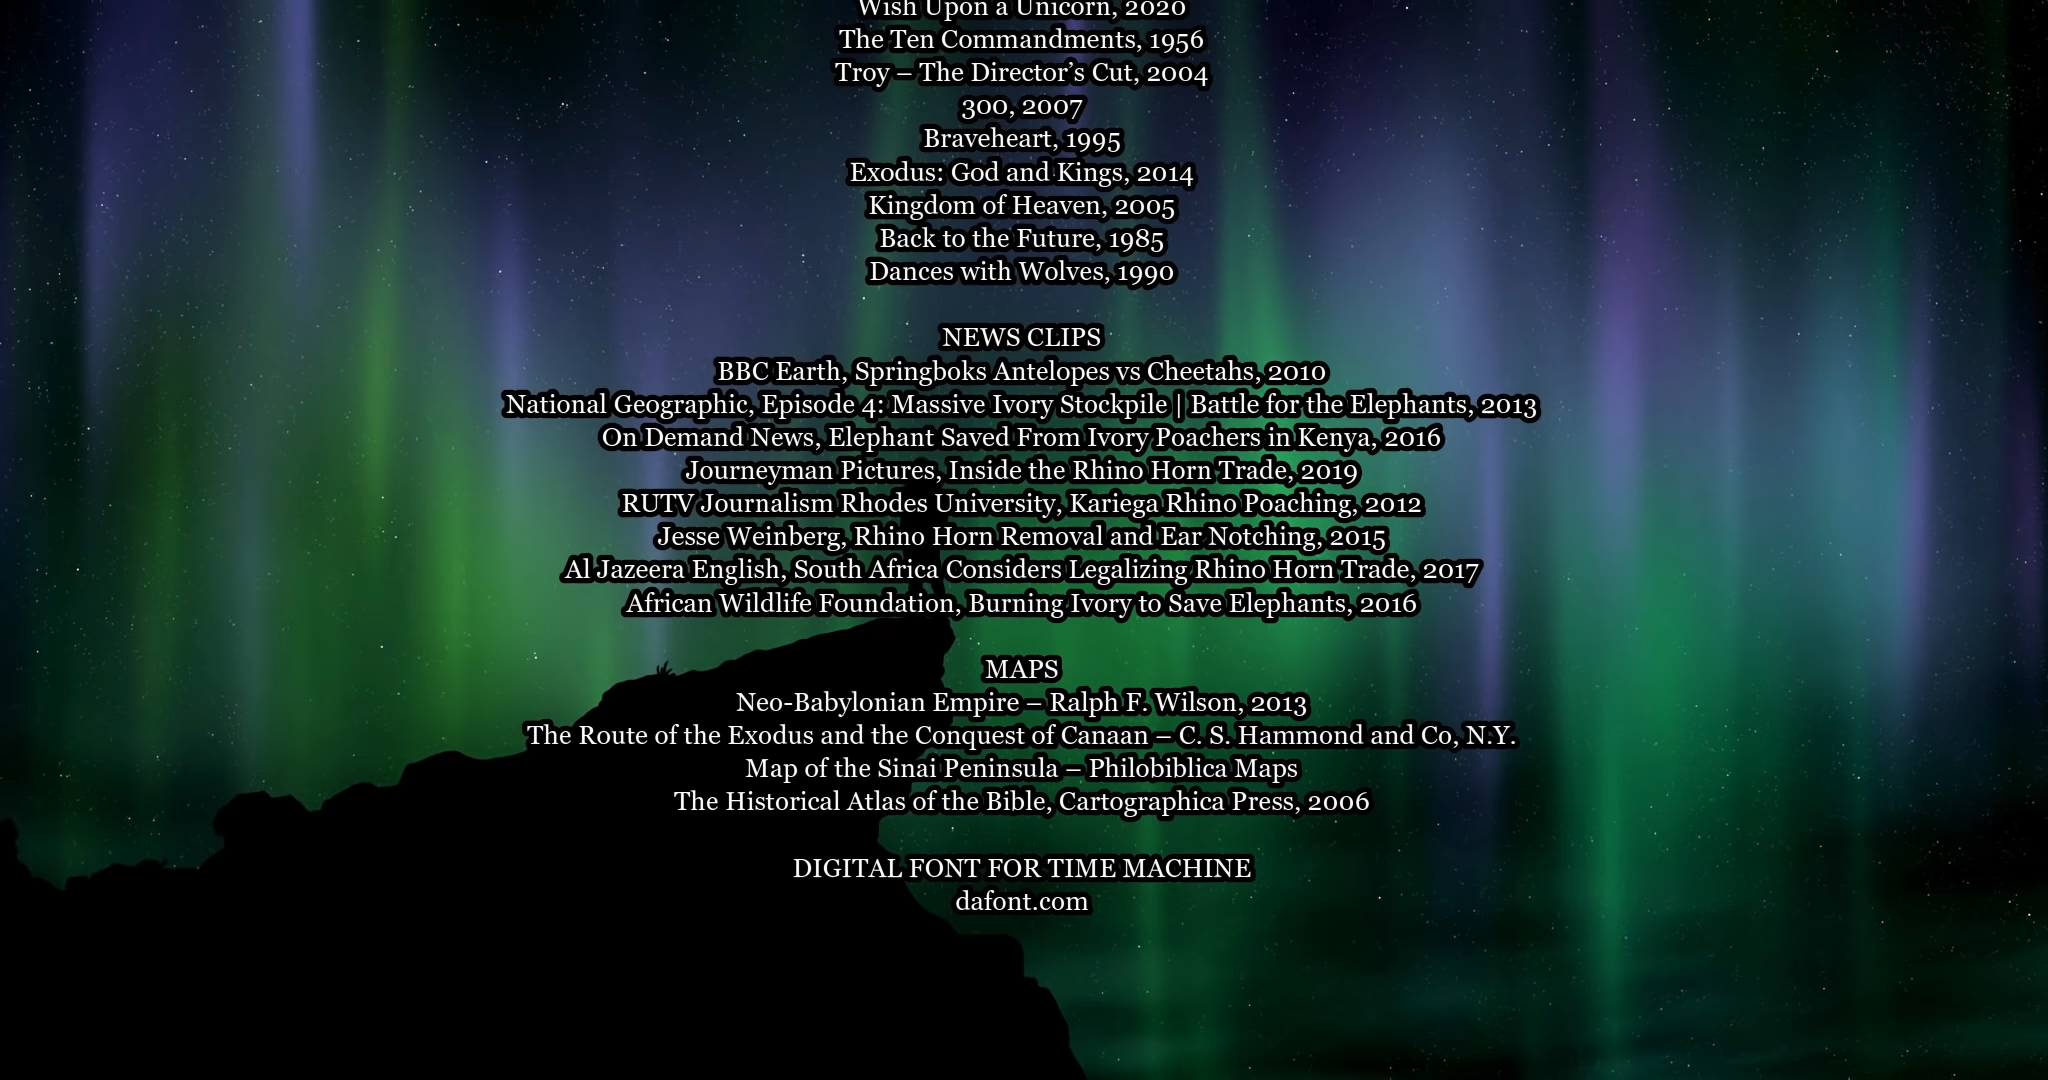 Wish Upon a Unicorn, 2020
The Ten Commandments, 1956
Troy – The Director’s Cut, 2004
300, 2007
Braveheart, 1995
Exodus: God and Kings, 2014
Kingdom of Heaven, 2005
Back to the Future, 1985
Dances with Wolves, 1990
NEWS CLIPS
BBC Earth, Springboks Antelopes vs Cheetahs, 2010
National Geographic, Episode 4: Massive Ivory Stockpile | Battle for the Elephants, 2013
On Demand News, Elephant Saved From Ivory Poachers in Kenya, 2016
Journeyman Pictures, Inside the Rhino Horn Trade, 2019
RUTV Journalism Rhodes University, Kariega Rhino Poaching, 2012
Jesse Weinberg, Rhino Horn Removal and Ear Notching, 2015
Al Jazeera English, South Africa Considers Legalizing Rhino Horn Trade, 2017
African Wildlife Foundation, Burning Ivory to Save Elephants, 2016
MAPS
Neo-Babylonian Empire – Ralph F. Wilson, 2013
The Route of the Exodus and the Conquest of Canaan – C. S. Hammond and Co, N.Y.
Map of the Sinai Peninsula – Philobiblica Maps
The Historical Atlas of the Bible, Cartographica Press, 2006
DIGITAL FONT FOR TIME MACHINE
dafont.com